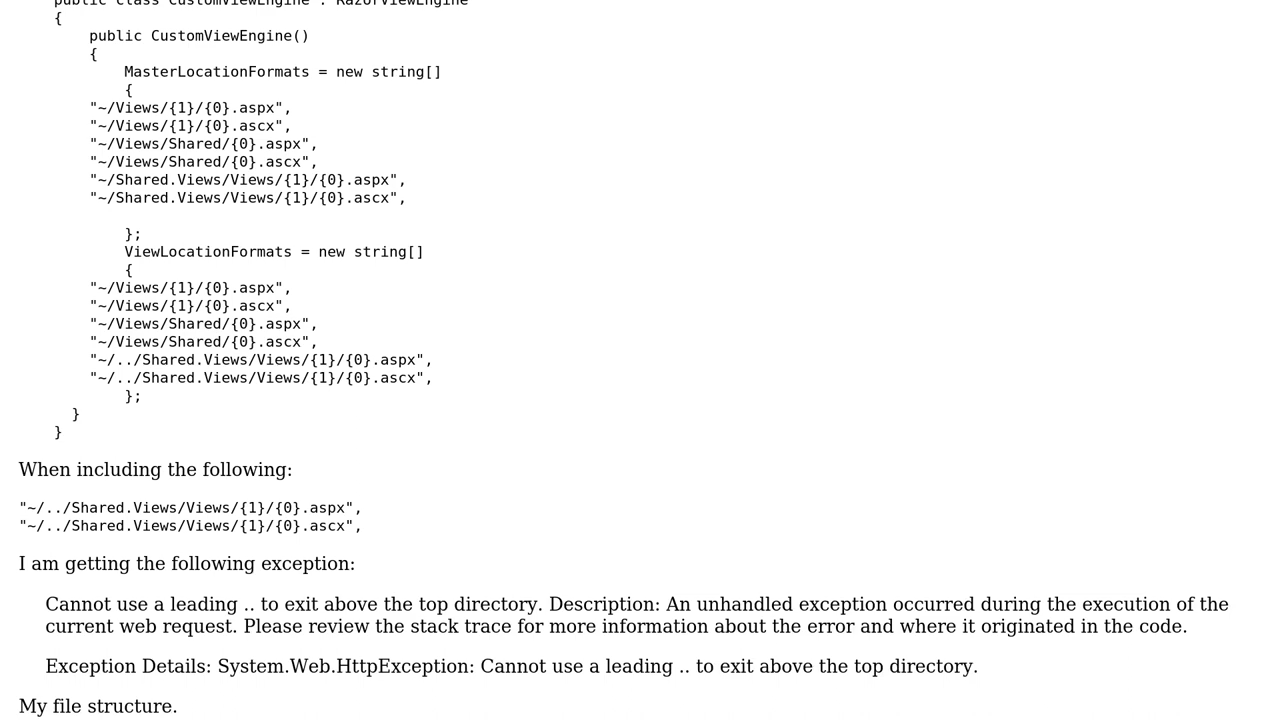 public class CustomViewEngine : RazorViewEngine
{
public CustomViewEngine()
{
MasterLocationFormats = new string[]
{
"~/Views/{1}/{0}.aspx",
"~/Views/{1}/{0}.ascx",
"~/Views/Shared/{0}.aspx",
"~/Views/Shared/{0}.ascx",
"~/Shared.Views/Views/{1}/{0}.aspx",
"~/Shared.Views/Views/{1}/{0}.ascx",
};
ViewLocationFormats = new string[]
{
"~/Views/{1}/{0}.aspx",
"~/Views/{1}/{0}.ascx",
"~/Views/Shared/{0}.aspx",
"~/Views/Shared/{0}.ascx",
"~/../Shared.Views/Views/{1}/{0}.aspx",
"~/../Shared.Views/Views/{1}/{0}.ascx",
};
}
}
When including the following:
"~/../Shared.Views/Views/{1}/{0}.aspx",
"~/../Shared.Views/Views/{1}/{0}.ascx",
I am getting the following exception:
Cannot use a leading .. to exit above the top directory. Description: An unhandled exception occurred during the execution of the
current web request. Please review the stack trace for more information about the error and where it originated in the code.
Exception Details: System.Web.HttpException: Cannot use a leading .. to exit above the top directory.
My file structure.